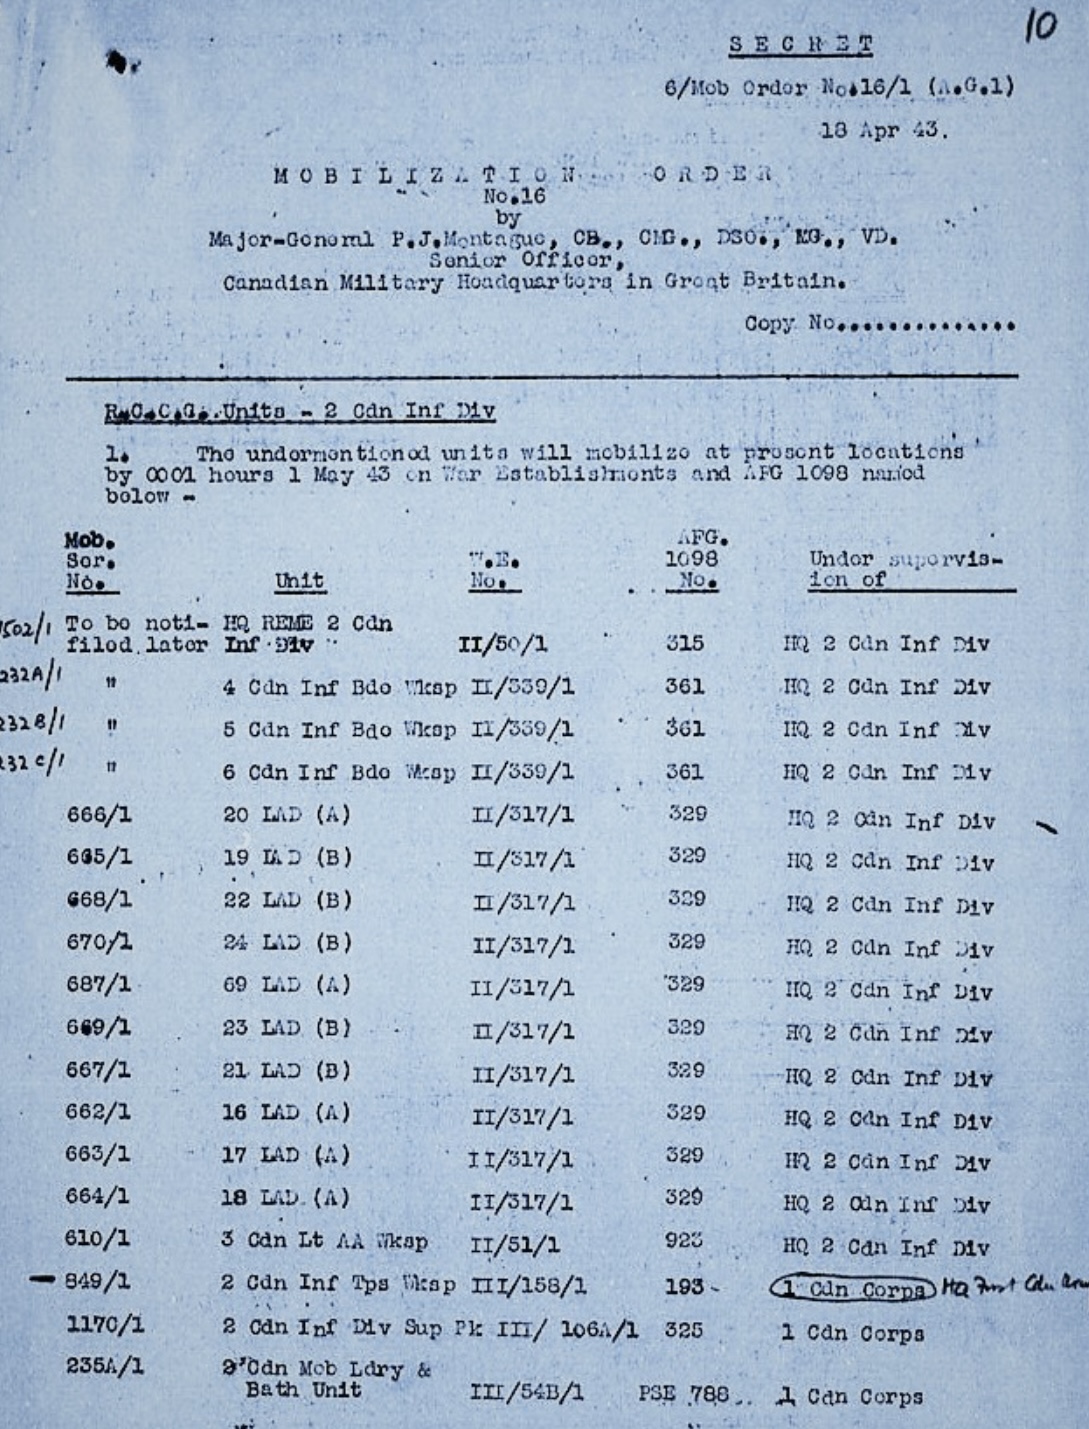 10
SECRET
6/Mob Order No.16/1 (A.G.1)
18 Apr 43.
MOBILIZATION ORDER
No.16
by
Major-General P.J.Montague, CB., CMG., DSO., MC., VD.
Senior Officer,
Canadian Military Headquarters in Great Britain.
Copy No..............
R.C.O.C. Units - 2 Cdn Inf Div
1. The undermentioned units will mobilize at present locations
by 0001 hours 1 May 43 on War Establishments and AFG 1098 named
below -
Mob. AFG.
Ser. W.E. 1098 Under supervis-
No. Unit No. No. ion of
1502/1 To be noti- HQ REME 2 Cdn
filed later Inf Div II/50/1 315 HQ 2 Cdn Inf Div
232A/1 " 4 Cdn Inf Bde Wksp II/339/1 361 HQ 2 Cdn Inf Div
232B/1 " 5 Cdn Inf Bde Wksp II/339/1 361 HQ 2 Cdn Inf Div
232C/1 " 6 Cdn Inf Bde Wksp II/339/1 361 HQ 2 Cdn Inf Div
666/1 20 LAD (A) II/317/1 329 HQ 2 Cdn Inf Div
665/1 19 LAD (B) II/317/1 329 HQ 2 Cdn Inf Div
668/1 22 LAD (B) II/317/1 329 HQ 2 Cdn Inf Div
670/1 24 LAD (B) II/317/1 329 HQ 2 Cdn Inf Div
687/1 69 LAD (A) II/317/1 329 HQ 2 Cdn Inf Div
669/1 23 LAD (B) II/317/1 329 HQ 2 Cdn Inf Div
667/1 21 LAD (B) II/317/1 329 HQ 2 Cdn Inf Div
662/1 16 LAD (A) II/317/1 329 HQ 2 Cdn Inf Div
663/1 17 LAD (A) II/317/1 329 HQ 2 Cdn Inf Div
664/1 18 LAD (A) II/317/1 329 HQ 2 Cdn Inf Div
610/1 3 Cdn Lt AA Wksp II/51/1 923 HQ 2 Cdn Inf Div
849/1 2 Cdn Inf Tps Wksp III/158/1 193 1 Cdn Corps HQ First Cdn
1170/1 2 Cdn Inf Div Sup Pk III/106A/1 325 1 Cdn Corps
235A/1 2 Cdn Mob Ldry &
Bath Unit III/54B/1 PSE 788 1 Cdn Corps